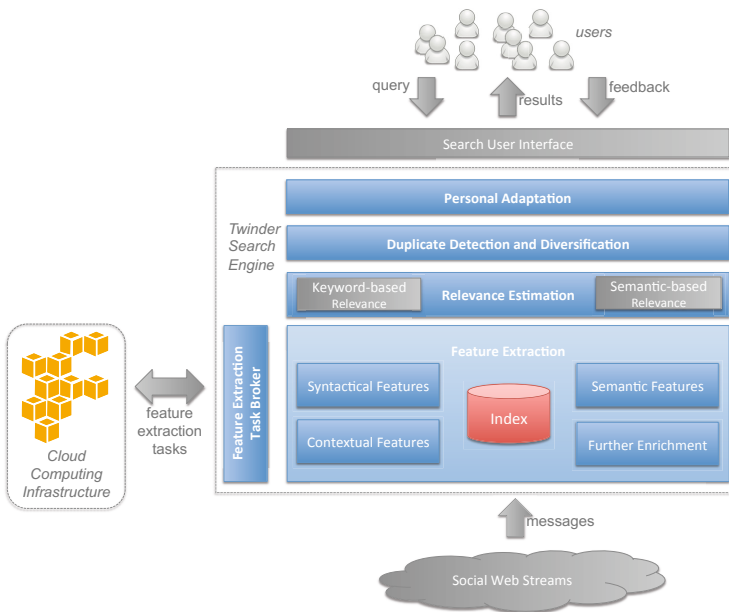 users
query
results
feedback
Search User Interface
Twinder
Search
Engine
Personal Adaptation
Duplicate Detection and Diversification
Keyword-based
Relevance
Relevance Estimation
Semantic-based
Relevance
Feature Extraction
Task Broker
Feature Extraction
Syntactical Features
Semantic Features
Index
Contextual Features
Further Enrichment
feature
extraction
tasks
Cloud
Computing
Infrastructure
messages
Social Web Streams